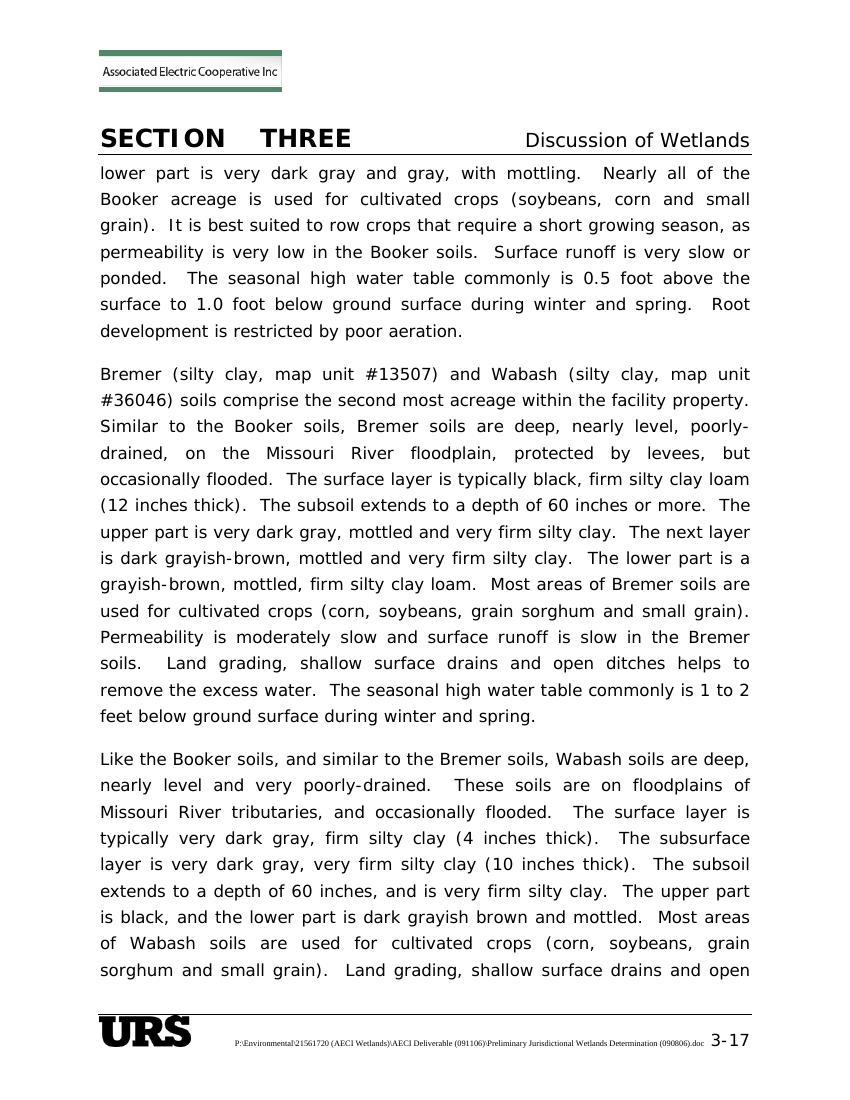 Associated Electric Cooperative Inc
SECTION THREE Discussion of Wetlands
lower part is very dark gray and gray, with mottling. Nearly all of the
Booker acreage is used for cultivated crops (soybeans, corn and small
grain). It is best suited to row crops that require a short growing season, as
permeability is very low in the Booker soils. Surface runoff is very slow or
ponded. The seasonal high water table commonly is 0.5 foot above the
surface to 1.0 foot below ground surface during winter and spring. Root
development is restricted by poor aeration.
Bremer (silty clay, map unit #13507) and Wabash (silty clay, map unit
#36046) soils comprise the second most acreage within the facility property.
Similar to the Booker soils, Bremer soils are deep, nearly level, poorly-
drained, on the Missouri River floodplain, protected by levees, but
occasionally flooded. The surface layer is typically black, firm silty clay loam
(12 inches thick). The subsoil extends to a depth of 60 inches or more. The
upper part is very dark gray, mottled and very firm silty clay. The next layer
is dark grayish-brown, mottled and very firm silty clay. The lower part is a
grayish-brown, mottled, firm silty clay loam. Most areas of Bremer soils are
used for cultivated crops (corn, soybeans, grain sorghum and small grain).
Permeability is moderately slow and surface runoff is slow in the Bremer
soils. Land grading, shallow surface drains and open ditches helps to
remove the excess water. The seasonal high water table commonly is 1 to 2
feet below ground surface during winter and spring.
Like the Booker soils, and similar to the Bremer soils, Wabash soils are deep,
nearly level and very poorly-drained. These soils are on floodplains of
Missouri River tributaries, and occasionally flooded. The surface layer is
typically very dark gray, firm silty clay (4 inches thick). The subsurface
layer is very dark gray, very firm silty clay (10 inches thick). The subsoil
extends to a depth of 60 inches, and is very firm silty clay. The upper part
is black, and the lower part is dark grayish brown and mottled. Most areas
of Wabash soils are used for cultivated crops (corn, soybeans, grain
sorghum and small grain). Land grading, shallow surface drains and open
URS P:\Environmental\21561720 (AECI Wetlands)\AECI Deliverable (091106)\Preliminary Jurisdictional Wetlands Determination (090806).doc 3-17